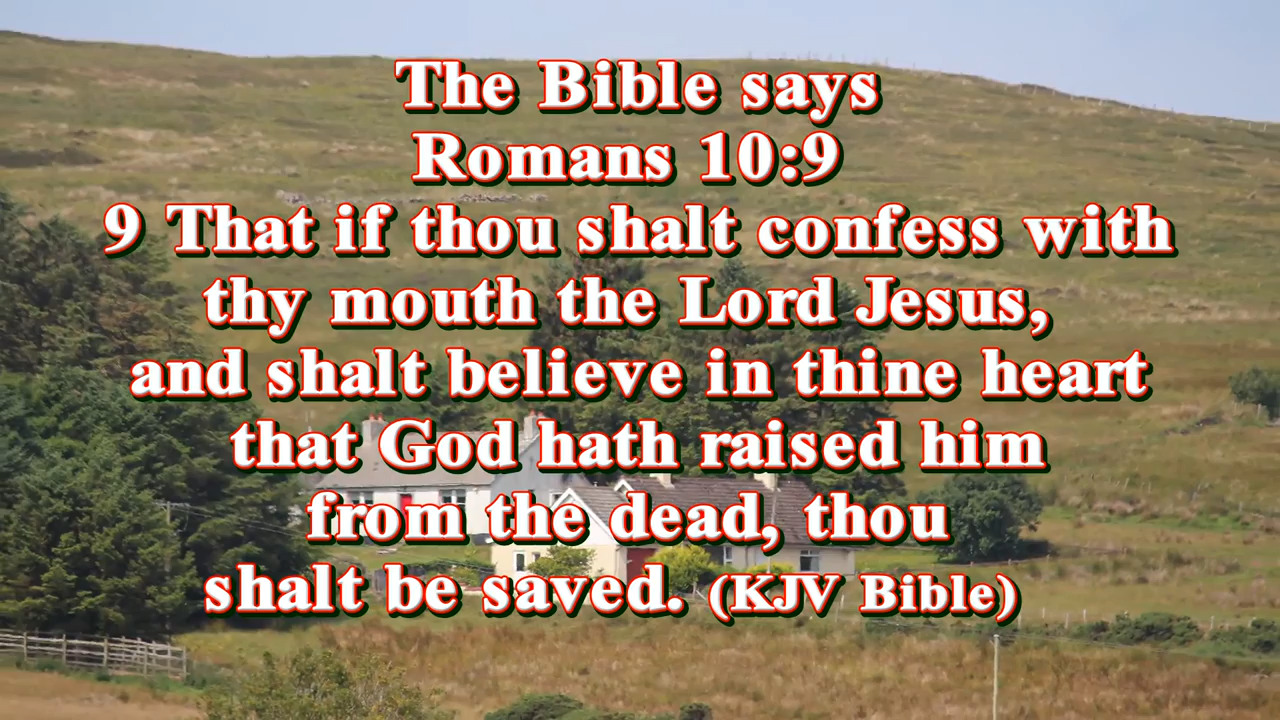 The Bible says
Romans 10:9
9 That if thou shalt confess with
thy mouth the Lord Jesus,
and shalt believe in thine heart
that God hath raised him
from the dead, thou
shalt be saved. (KJV Bible)